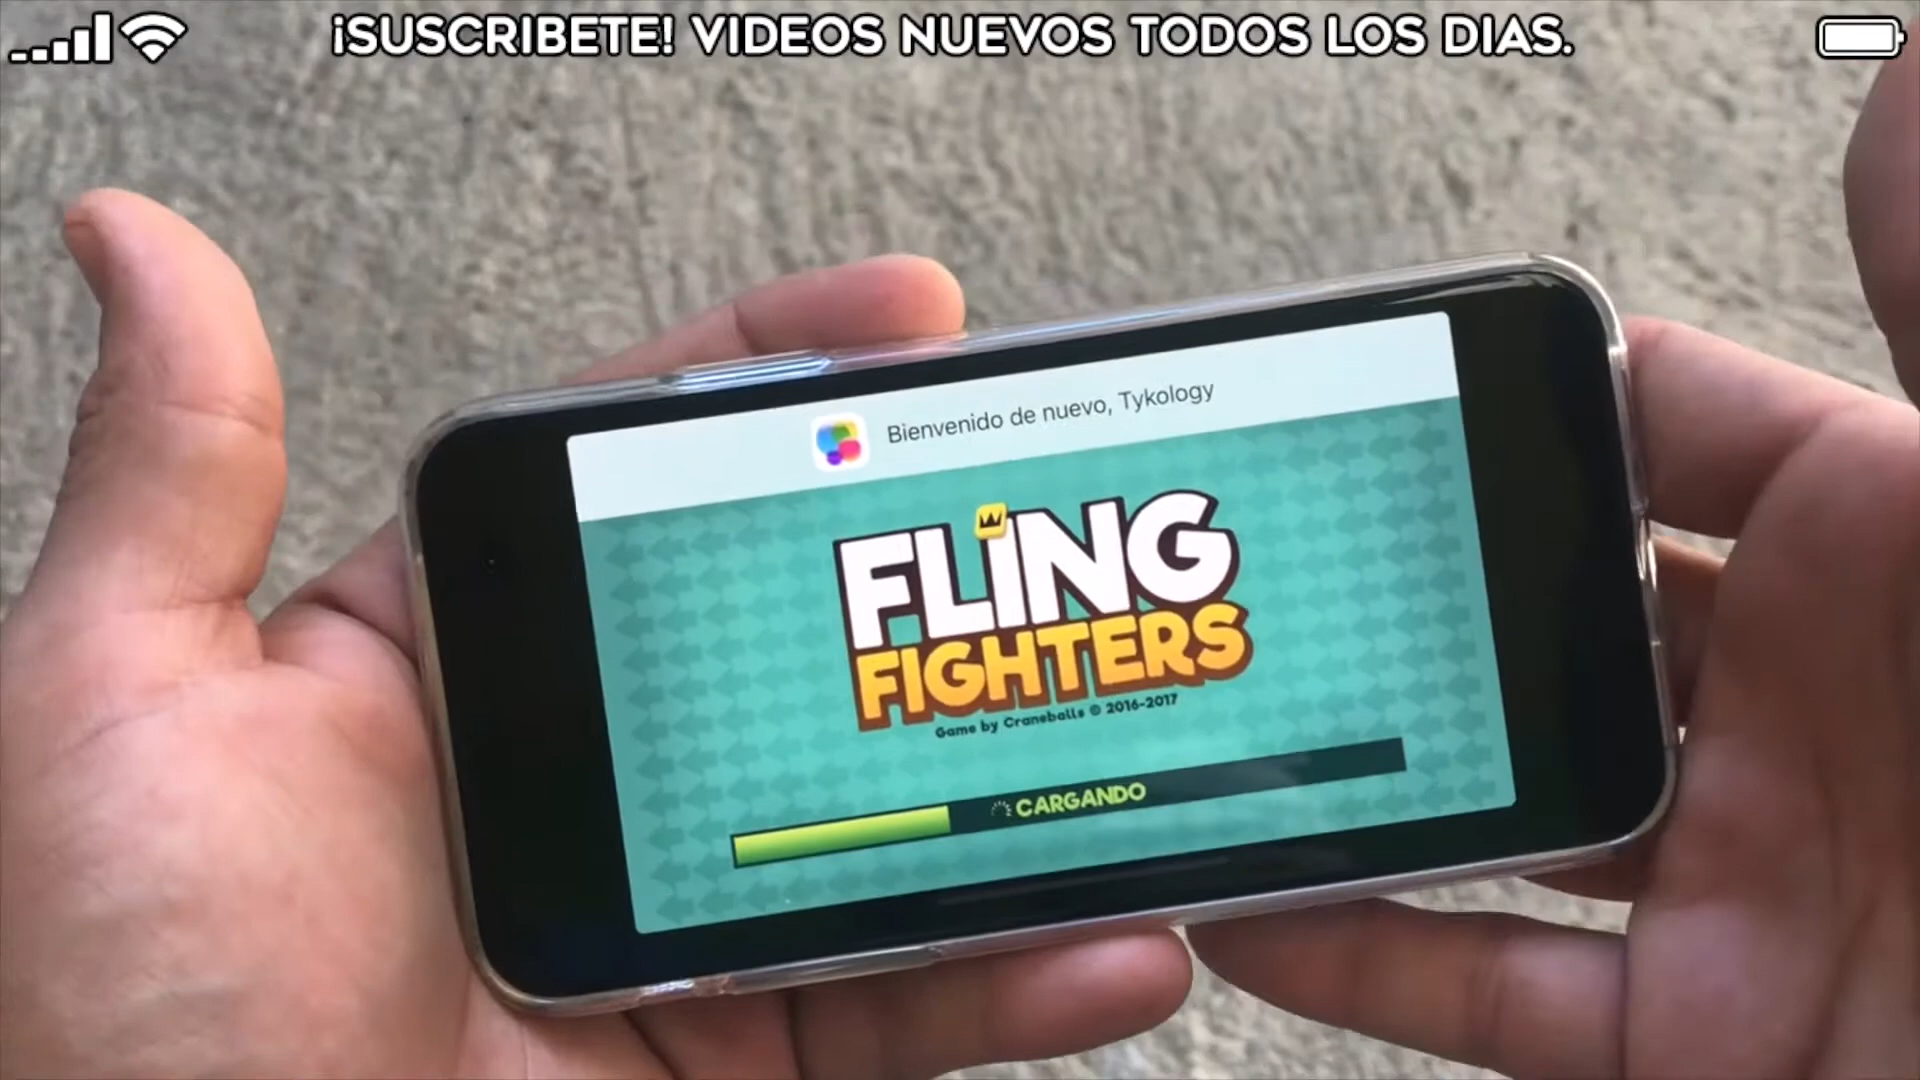 ¡SUSCRIBETE! VIDEOS NUEVOS TODOS LOS DIAS.
Bienvenido de nuevo, Tykology
FLiNG
FIGHTERS
Game by Craneballs © 2016-2017
CARGANDO